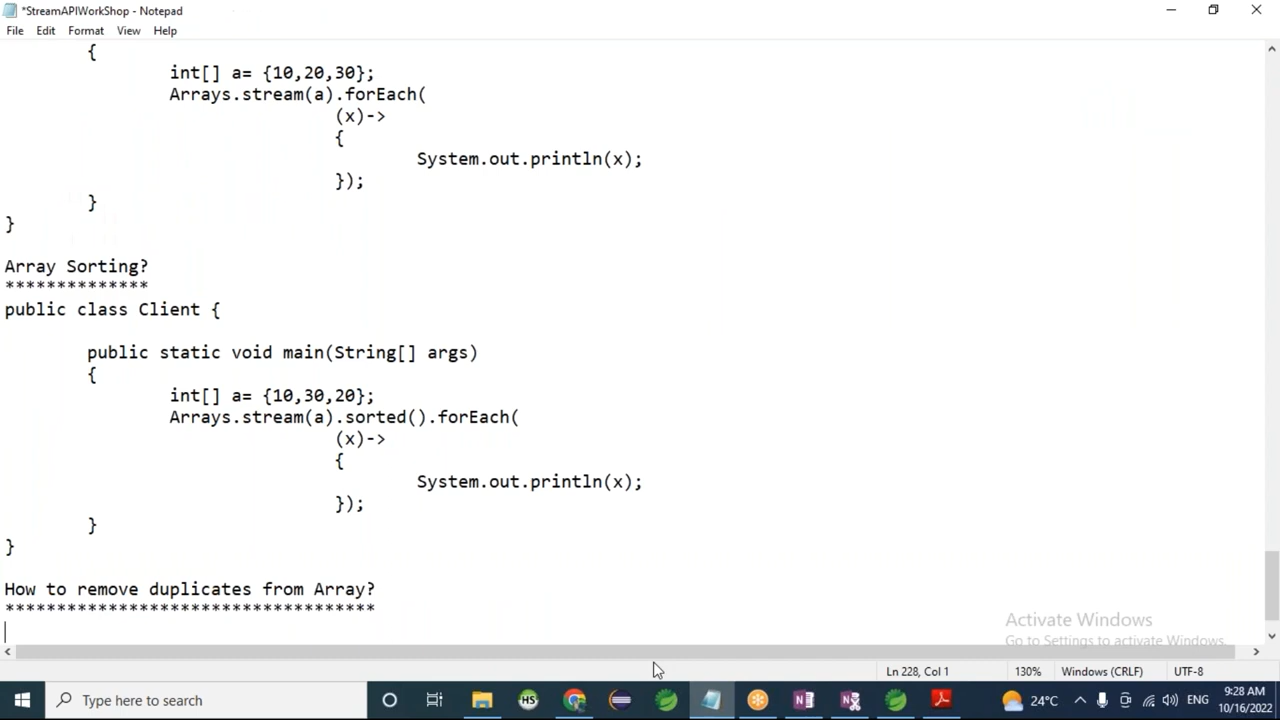 *StreamAPIWorkShop - Notepad
File Edit Format View Help
{
int[] a= {10,20,30};
Arrays.stream(a).forEach(
(x)->
{
System.out.println(x);
});
}
}
Array Sorting?
**************
public class Client {
public static void main(String[] args)
{
int[] a= {10,30,20};
Arrays.stream(a).sorted().forEach(
(x)->
{
System.out.println(x);
});
}
}
How to remove duplicates from Array?
************************************
Activate Windows
Go to Settings to activate Windows.
Ln 228, Col 1 130% Windows (CRLF) UTF-8
Type here to search HS N 24°C ENG 9:28 AM
10/16/2022